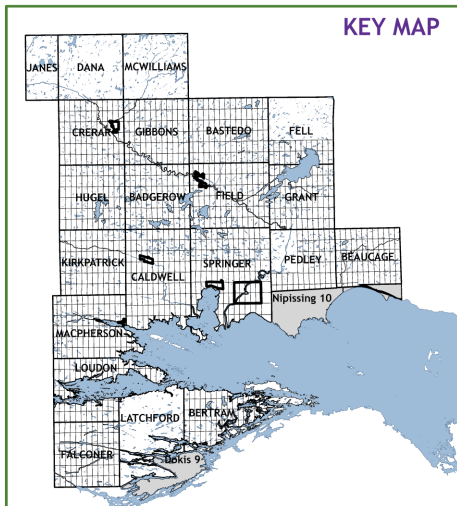 KEY MAP
JANES DANA MCWILLIAMS
CRERAR GIBBONS BASTEDO FELL
HUGEL BADGEROW FIELD GRANT
KIRKPATRICK CALDWELL SPRINGER PEDLEY BEAUCAGE
Nipissing 10
MACPHERSON
LOUDON
LATCHFORD BERTRAM
FALCONER Dokis 9